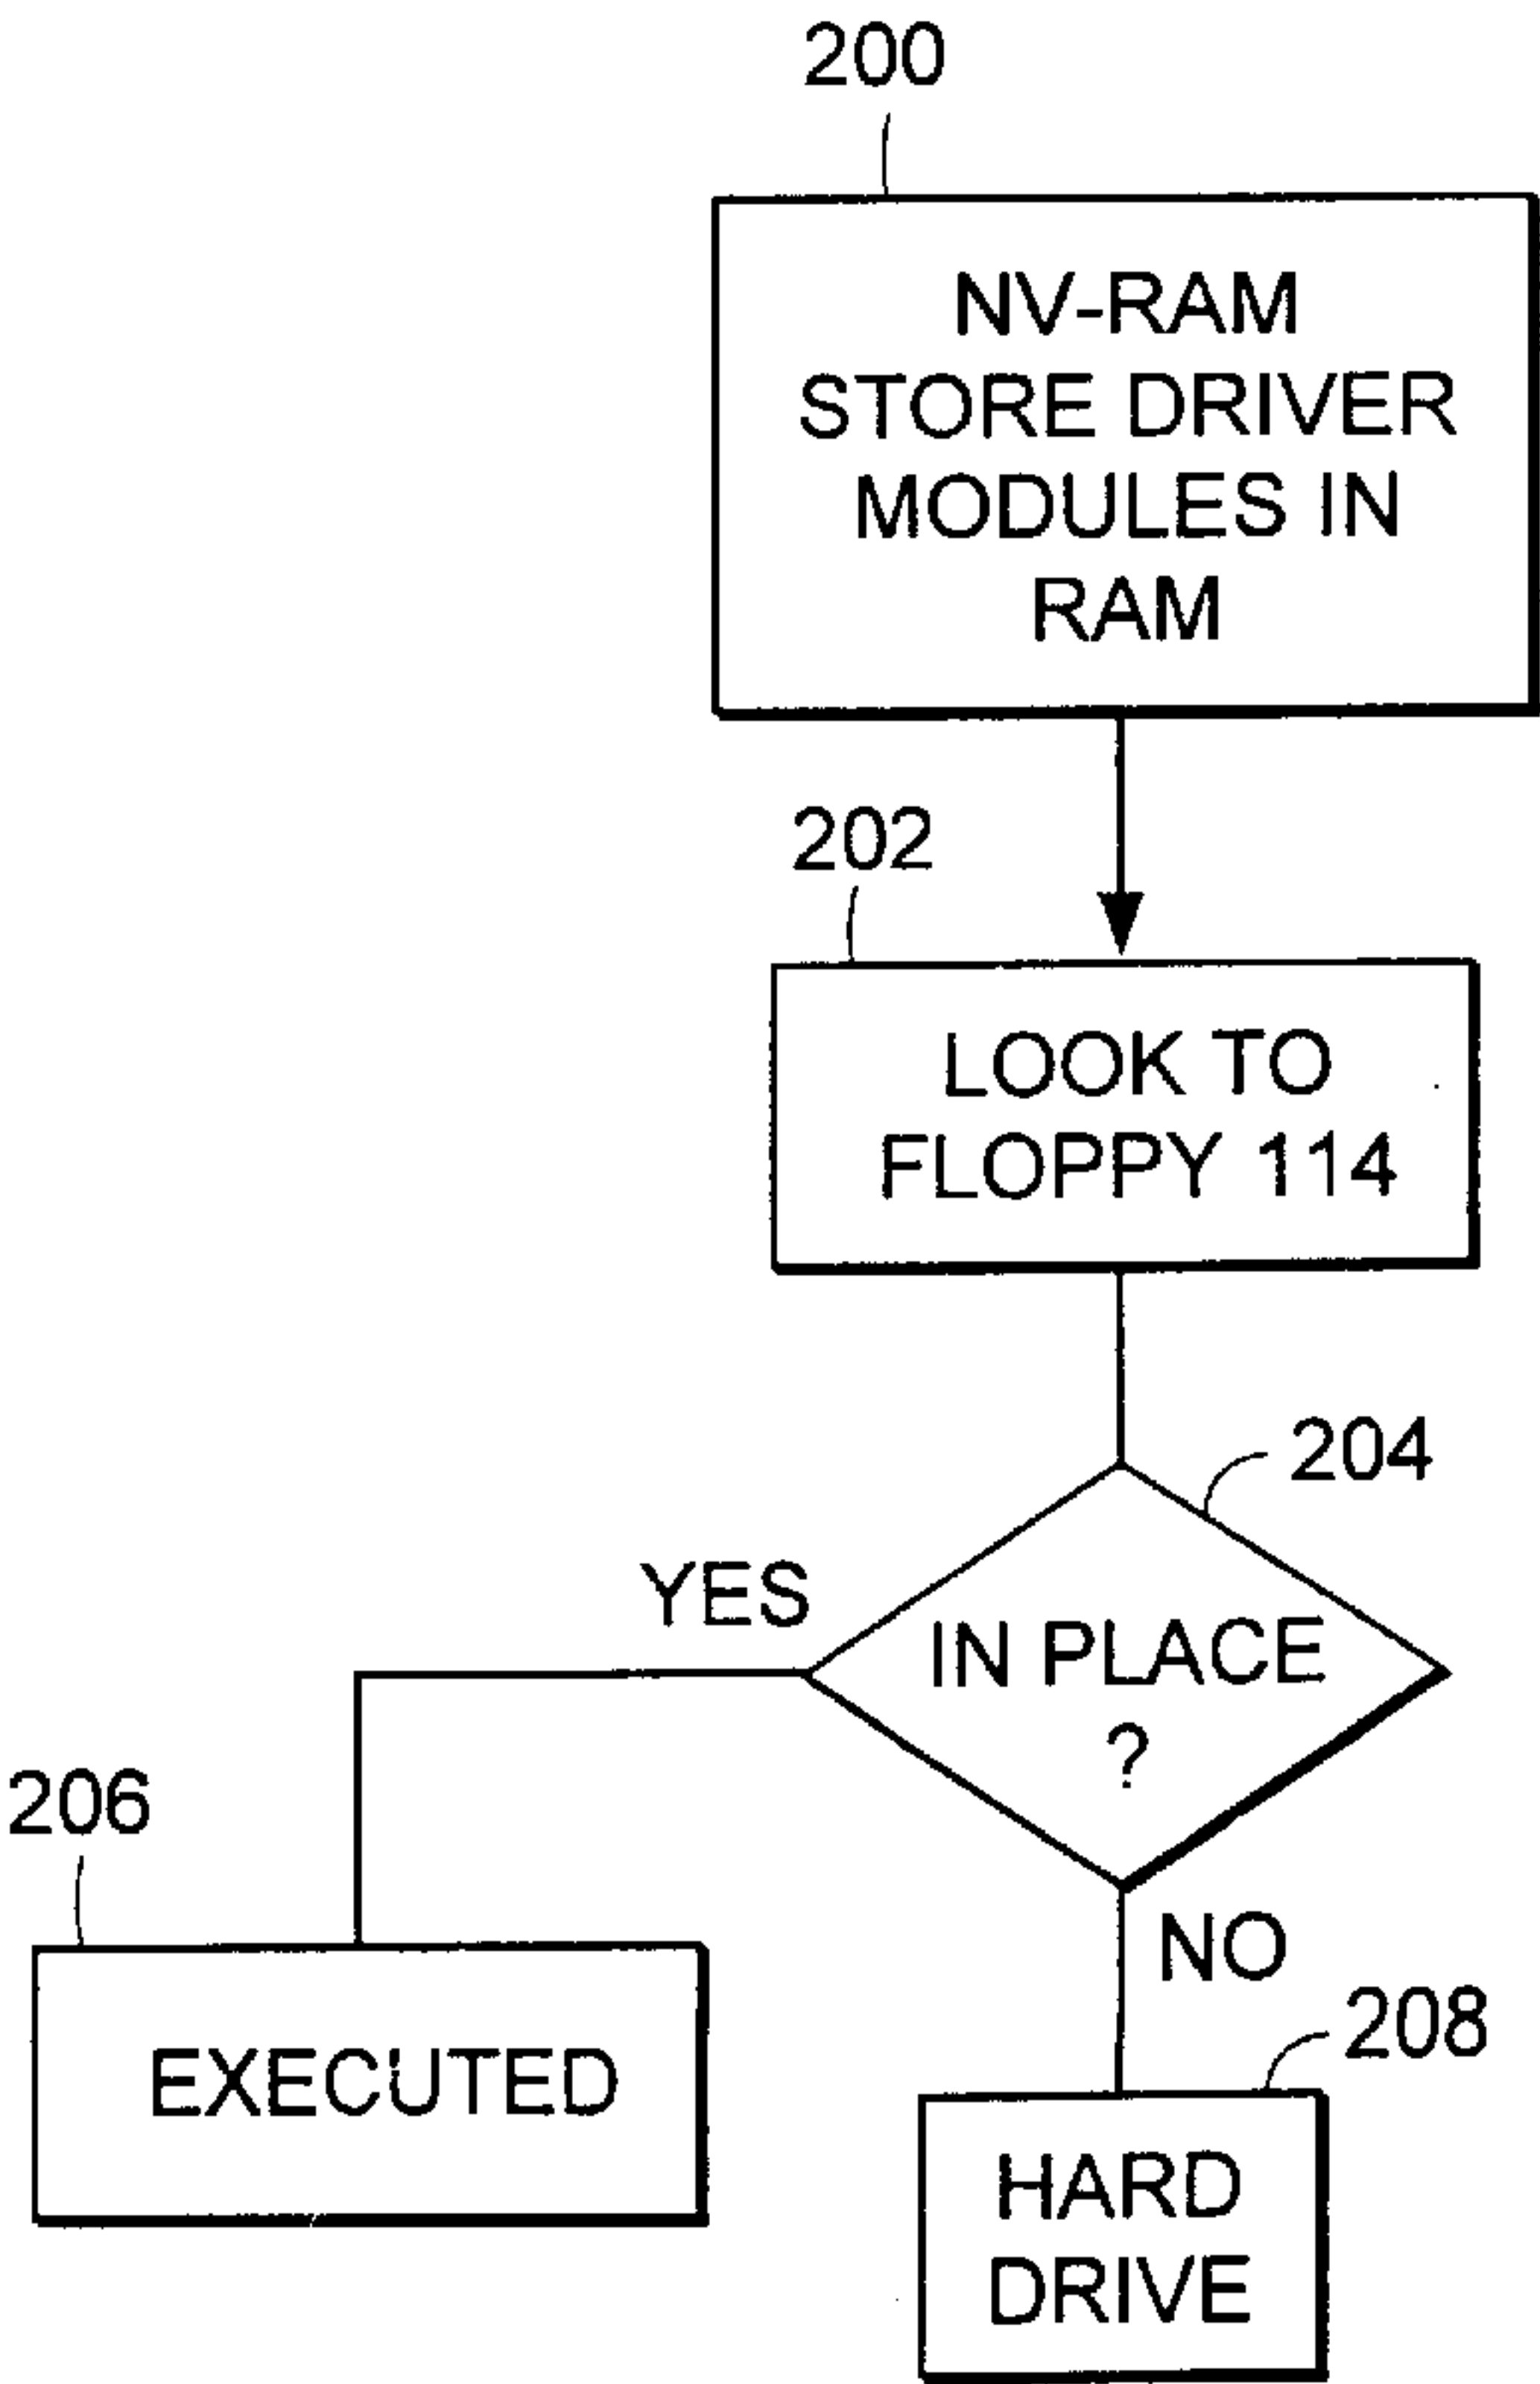 200
NV-RAM
STORE DRIVER
MODULES IN
RAM
202
LOOK TO
FLOPPY 114
204
YES
IN PLACE
?
206
NO
208
EXECUTED
HARD
DRIVE